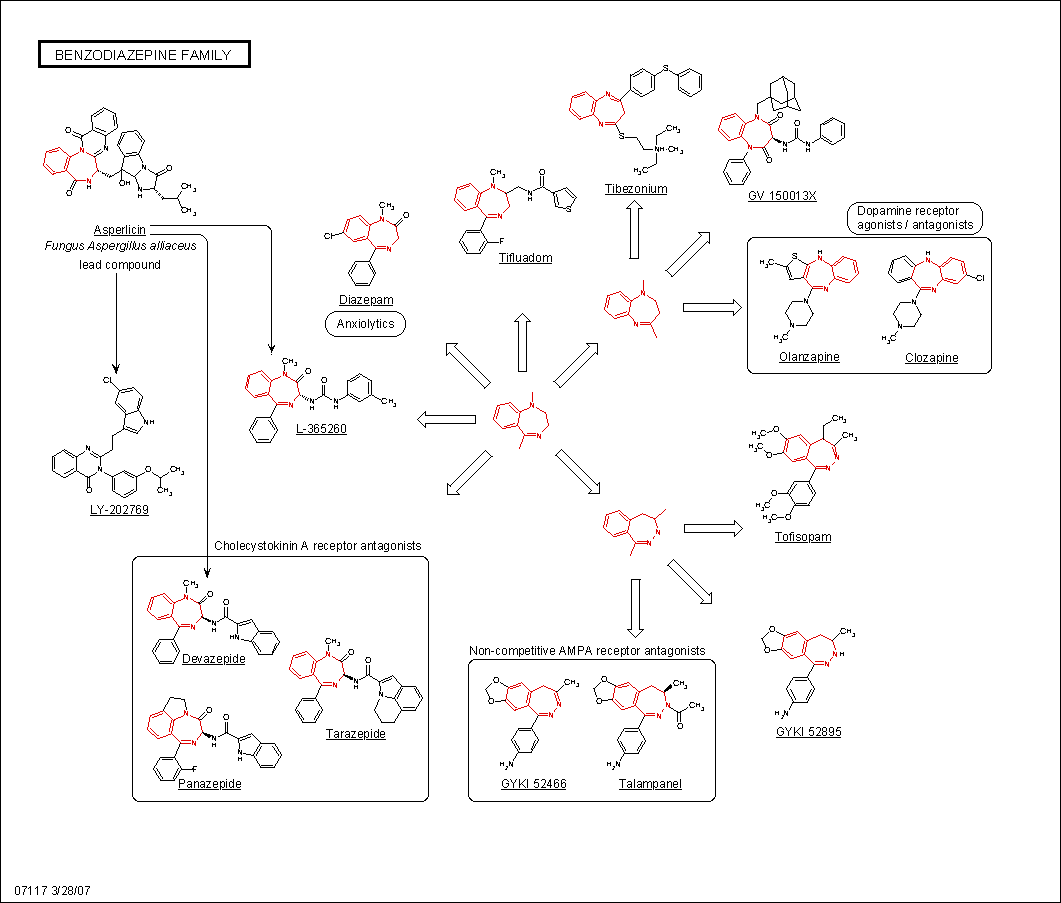 BENZODIAZEPINE FAMILY
Asperlicin
Fungus Aspergillus alliaceus
lead compound
Diazepam
Anxiolytics
Tifluadom
Tibezonium
GV 150013X
Dopamine receptor
agonists / antagonists
Olanzapine
Clozapine
L-365260
LY-202769
Tofisopam
Cholecystokinin A receptor antagonists
Devazepide
Tarazepide
Panazepide
Non-competitive AMPA receptor antagonists
GYKI 52466
Talampanel
GYKI 52895
07117 3/28/07